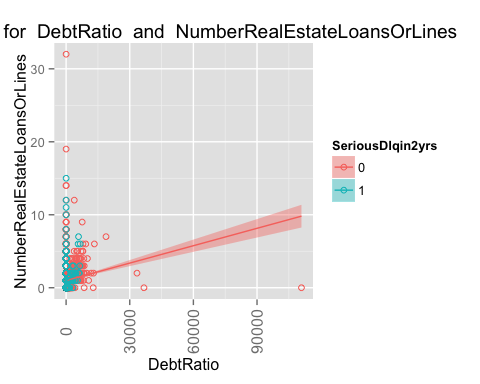 for DebtRatio and NumberRealEstateLoansOrLines
NumberRealEstateLoansOrLines
30
20
10
0
0
30000
60000
90000
DebtRatio
SeriousDlqin2yrs
0
1